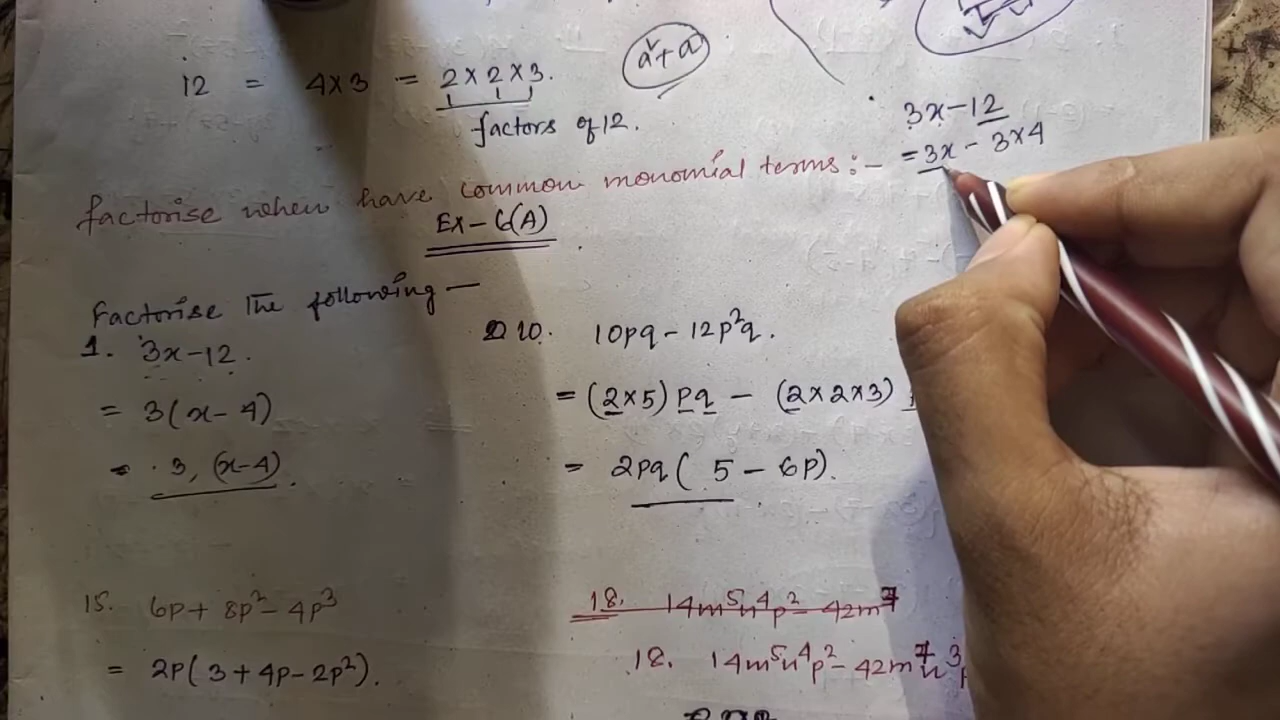 12 = 4×3 = 2×2×3.
factors of 12.
a²+a
3x-12
=3x - 3×4
factorise when have common monomial terms:-
Ex-6(A)
Factorise The following —
1. 3x-12.
= 3(x-4)
= 3, (x-4).
10. 10pq - 12p²q.
= (2×5) pq - (2×2×3)
= 2pq( 5 - 6p).
15. 6p + 8p² - 4p³
= 2p(3+4p-2p²).
18. 14m⁵n⁴p² - 42m⁷
18. 14m⁵n⁴p² - 42m⁷n³p